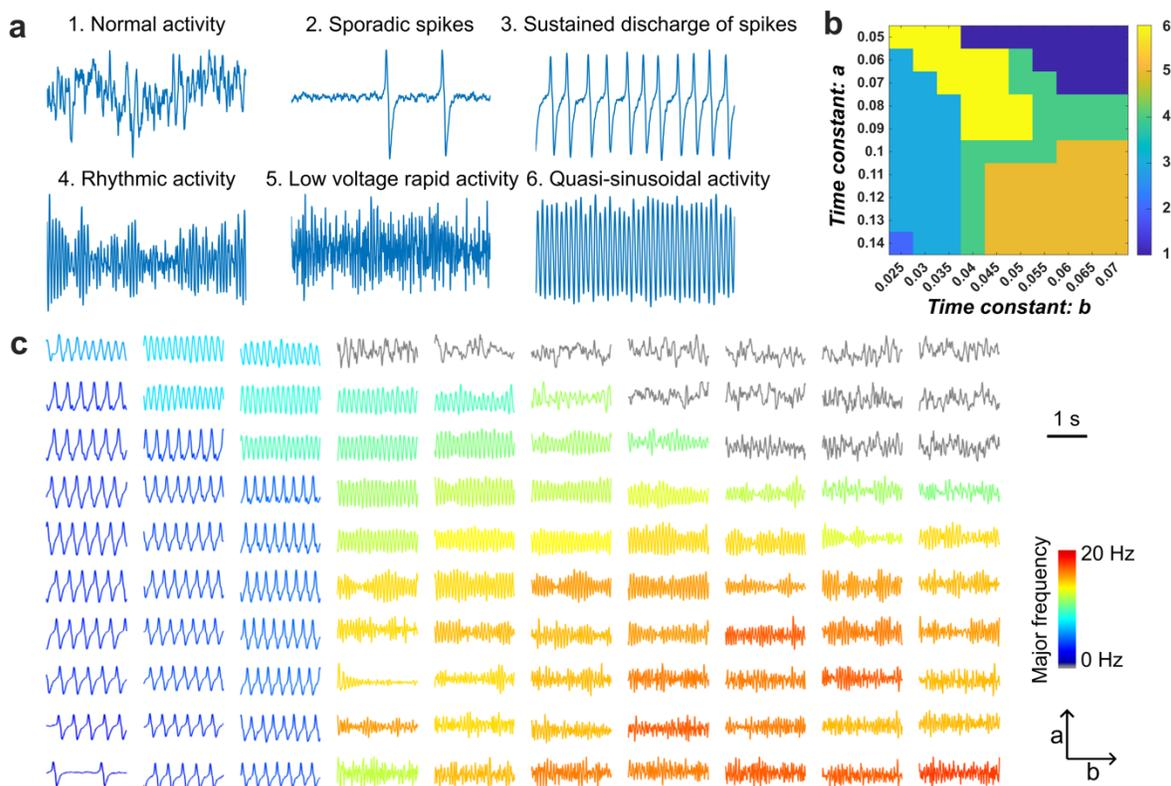 a
1. Normal activity
2. Sporadic spikes
3. Sustained discharge of spikes
4. Rhythmic activity
5. Low voltage rapid activity
6. Quasi-sinusoidal activity
b
Time constant: a
0.05
0.06
0.07
0.08
0.09
0.1
0.11
0.12
0.13
0.14
0.025
0.03
0.035
0.04
0.045
0.05
0.055
0.06
0.065
0.07
Time constant: b
6
5
4
3
2
1
c
1 s
Major frequency
20 Hz
0 Hz
a
b